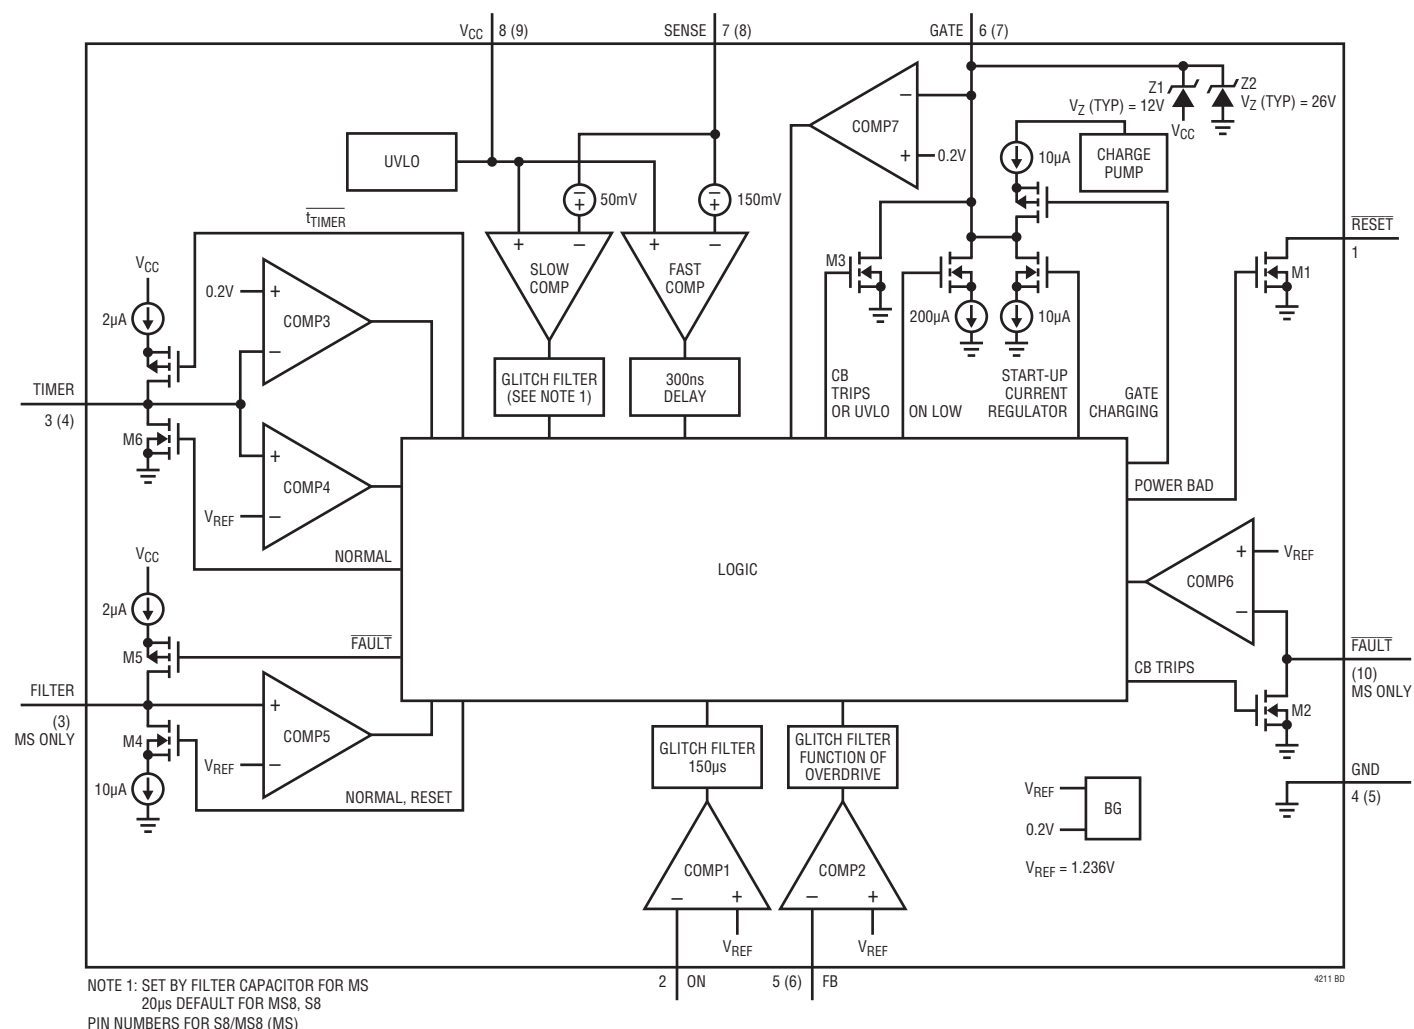 VCC 8 (9)
SENSE 7 (8)
GATE 6 (7)
Z1
VZ (TYP) = 12V
VCC
Z2
VZ (TYP) = 26V
COMP7
–
+
0.2V
10µA
CHARGE
PUMP
UVLO
–
+
50mV
–
+
150mV
tTIMER
RESET
1
VCC
2µA
0.2V
+
–
COMP3
+ –
SLOW
COMP
+ –
FAST
COMP
M3
200µA
10µA
M1
GLITCH FILTER
(SEE NOTE 1)
300ns
DELAY
CB
TRIPS
OR UVLO
ON LOW
START-UP
CURRENT
REGULATOR
GATE
CHARGING
TIMER
3 (4)
M6
+
–
COMP4
VREF
NORMAL
POWER BAD
LOGIC
COMP6
+
–
VREF
VCC
2µA
M5
FAULT
FAULT
(10)
MS ONLY
CB TRIPS
M2
FILTER
(3)
MS ONLY
M4
10µA
+
–
COMP5
VREF
NORMAL, RESET
GLITCH FILTER
150µs
GLITCH FILTER
FUNCTION OF
OVERDRIVE
GND
4 (5)
VREF
0.2V
BG
VREF = 1.236V
COMP1
– +
VREF
COMP2
– +
VREF
2 ON
5 (6) FB
4211 BD
NOTE 1: SET BY FILTER CAPACITOR FOR MS
20µs DEFAULT FOR MS8, S8
PIN NUMBERS FOR S8/MS8 (MS)